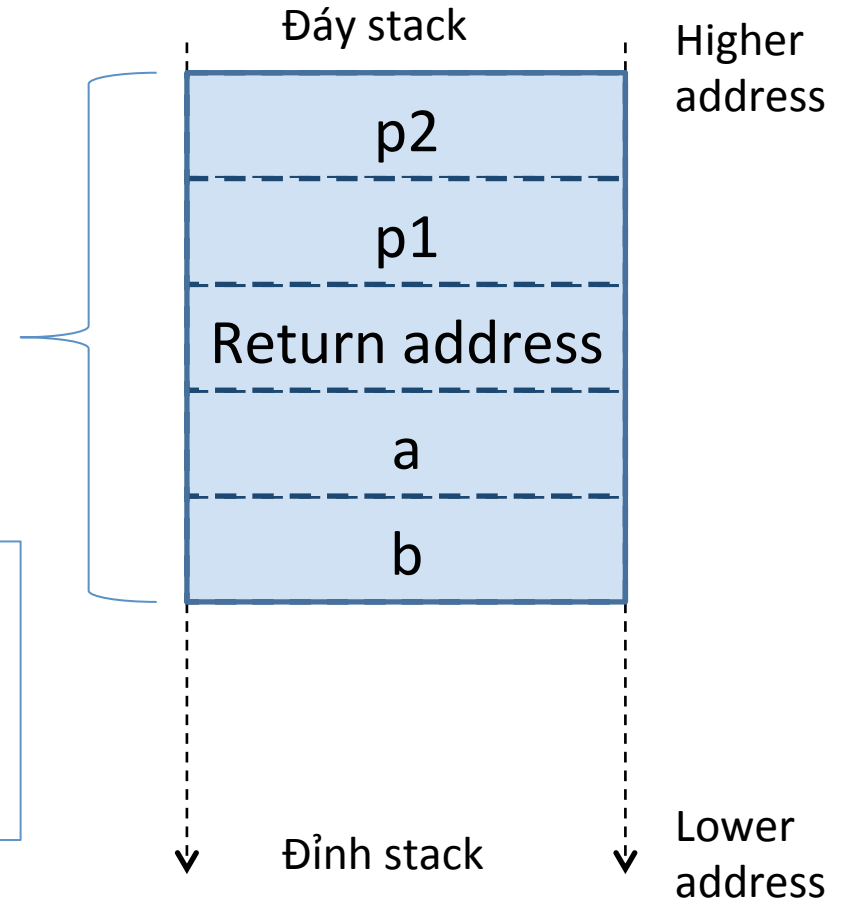 Đáy stack
Higher
address
p2
p1
Return address
a
b
Đỉnh stack
Lower
address